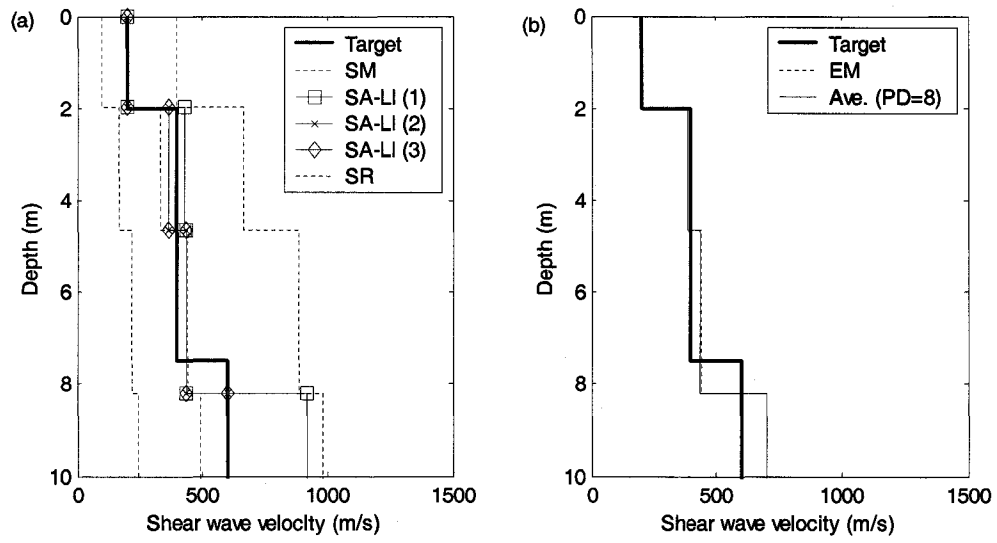 (a)
0
2
4
6
8
10
Depth (m)
0
500
1000
1500
Shear wave velocity (m/s)
Target
SM
SA-LI (1)
SA-LI (2)
SA-LI (3)
SR
(b)
0
2
4
6
8
10
Depth (m)
0
500
1000
1500
Shear wave velocity (m/s)
Target
EM
Ave. (PD=8)